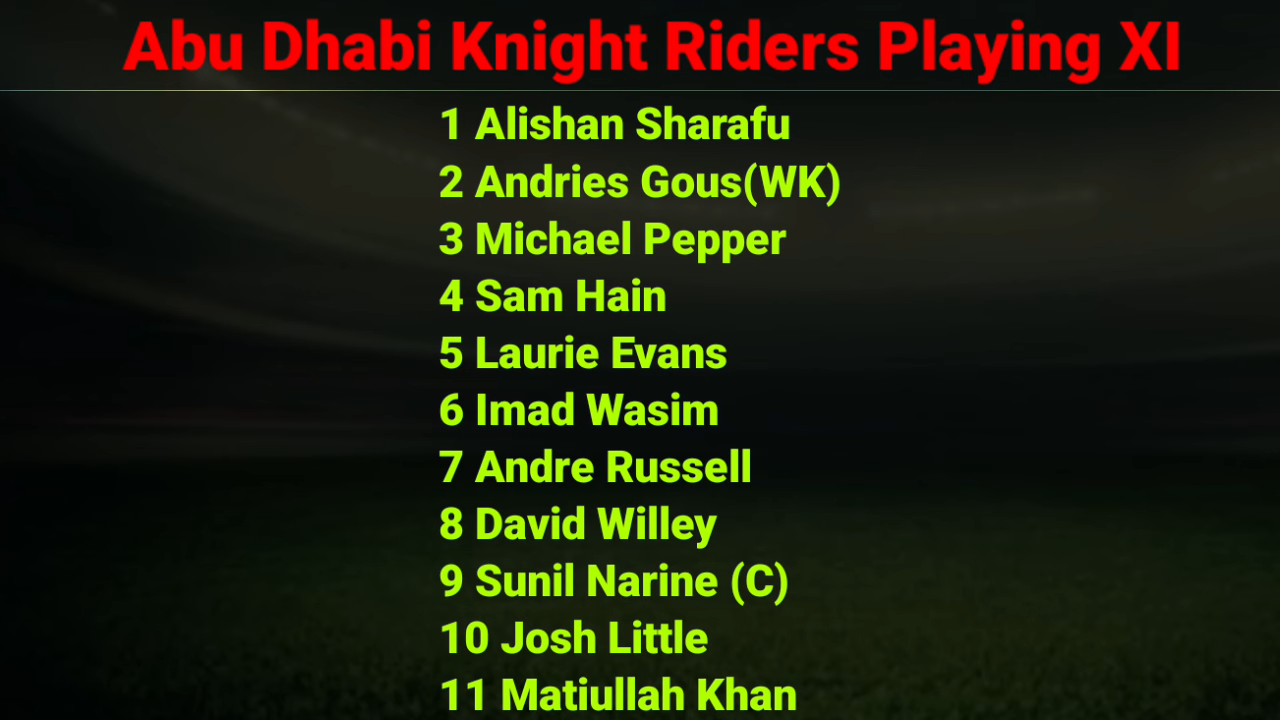 Abu Dhabi Knight Riders Playing XI
1 Alishan Sharafu
2 Andries Gous(WK)
3 Michael Pepper
4 Sam Hain
5 Laurie Evans
6 Imad Wasim
7 Andre Russell
8 David Willey
9 Sunil Narine (C)
10 Josh Little
11 Matiullah Khan